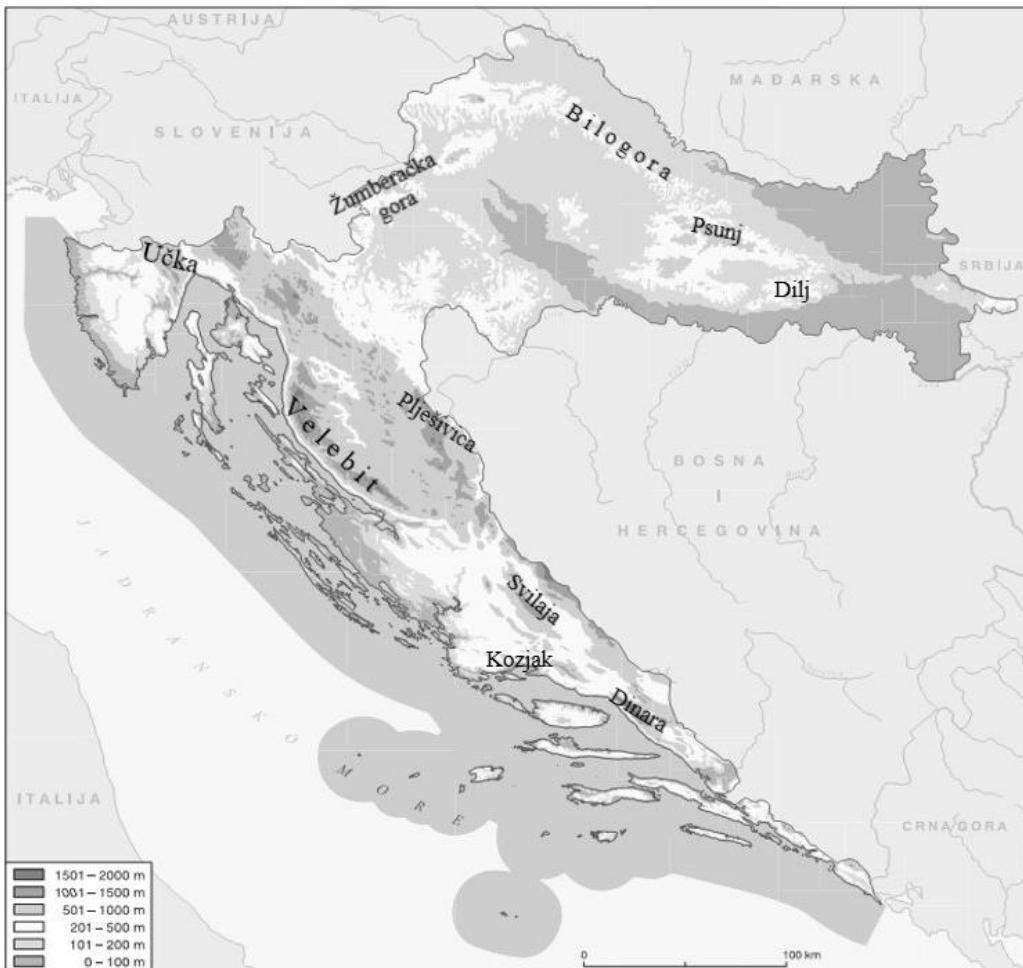 AUSTRIJA
MAĐARSKA
ITALIJA
SLOVENIJA
Bilogora
Žumberačka
gora
Psunj
Učka
SRBIJA
Dilj
Plješivica
Velebit
BOSNA
I
HERCEGOVINA
Svilaja
Kozjak
Dinara
JADRANSKO
MORE
ITALIJA
CRNA GORA
1501 – 2000 m
1001 – 1500 m
501 – 1000 m
201 – 500 m
101 – 200 m
0 – 100 m
0 100 km